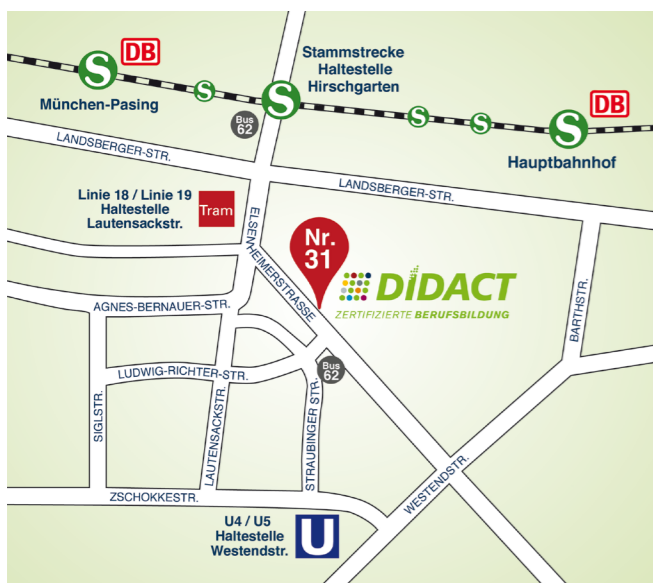 DB
S
München-Pasing
S
Stammstrecke
Haltestelle
Hirschgarten
S
S
S
DB
S
Hauptbahnhof
Bus
62
LANDSBERGER-STR.
LANDSBERGER-STR.
Linie 18 / Linie 19
Haltestelle
Lautensackstr.
Tram
ELSENHEIMERSTRASSE
Nr.
31
DiDACT
ZERTIFIZIERTE BERUFSBILDUNG
AGNES-BERNAUER-STR.
BARTHSTR.
Bus
62
LUDWIG-RICHTER-STR.
SIGLSTR.
LAUTENSACKSTR.
STRAUBINGER STR.
WESTENDSTR.
ZSCHOKKESTR.
U4 / U5
Haltestelle
Westendstr.
U